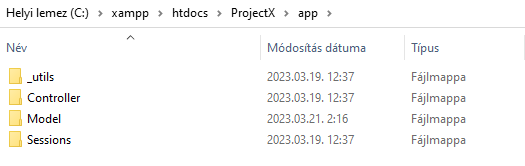 Helyi lemez (C:) > xampp > htdocs > ProjectX > app >
Név Módosítás dátuma Típus
_utils 2023.03.19. 12:37 Fájlmappa
Controller 2023.03.19. 12:37 Fájlmappa
Model 2023.03.21. 2:16 Fájlmappa
Sessions 2023.03.19. 12:37 Fájlmappa